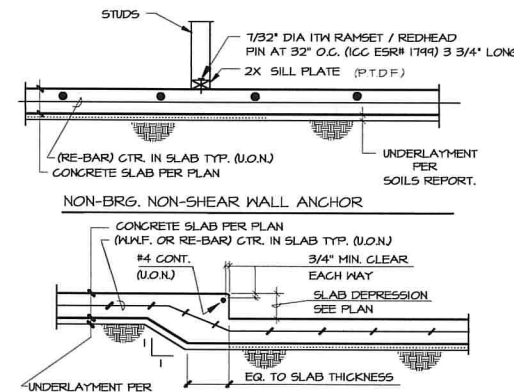 STUDS
7/32" DIA ITW RAMSET / REDHEAD
PIN AT 32" O.C. (ICC ESR# 1799) 3 3/4" LONG
2X SILL PLATE (P.T.D.F.)
(RE-BAR) CTR. IN SLAB TYP. (U.O.N.)
CONCRETE SLAB PER PLAN
UNDERLAYMENT
PER
SOILS REPORT.
NON-BRG. NON-SHEAR WALL ANCHOR
CONCRETE SLAB PER PLAN
(W.W.F. OR RE-BAR) CTR. IN SLAB TYP. (U.O.N.)
#4 CONT.
(U.O.N.)
3/4" MIN. CLEAR
EACH WAY
SLAB DEPRESSION
SEE PLAN
1
1
EQ. TO SLAB THICKNESS
UNDERLAYMENT PER